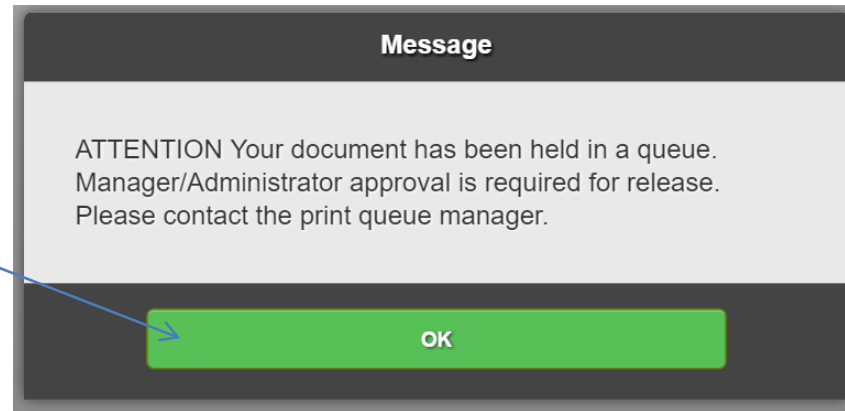 Message
ATTENTION Your document has been held in a queue.
Manager/Administrator approval is required for release.
Please contact the print queue manager.
OK